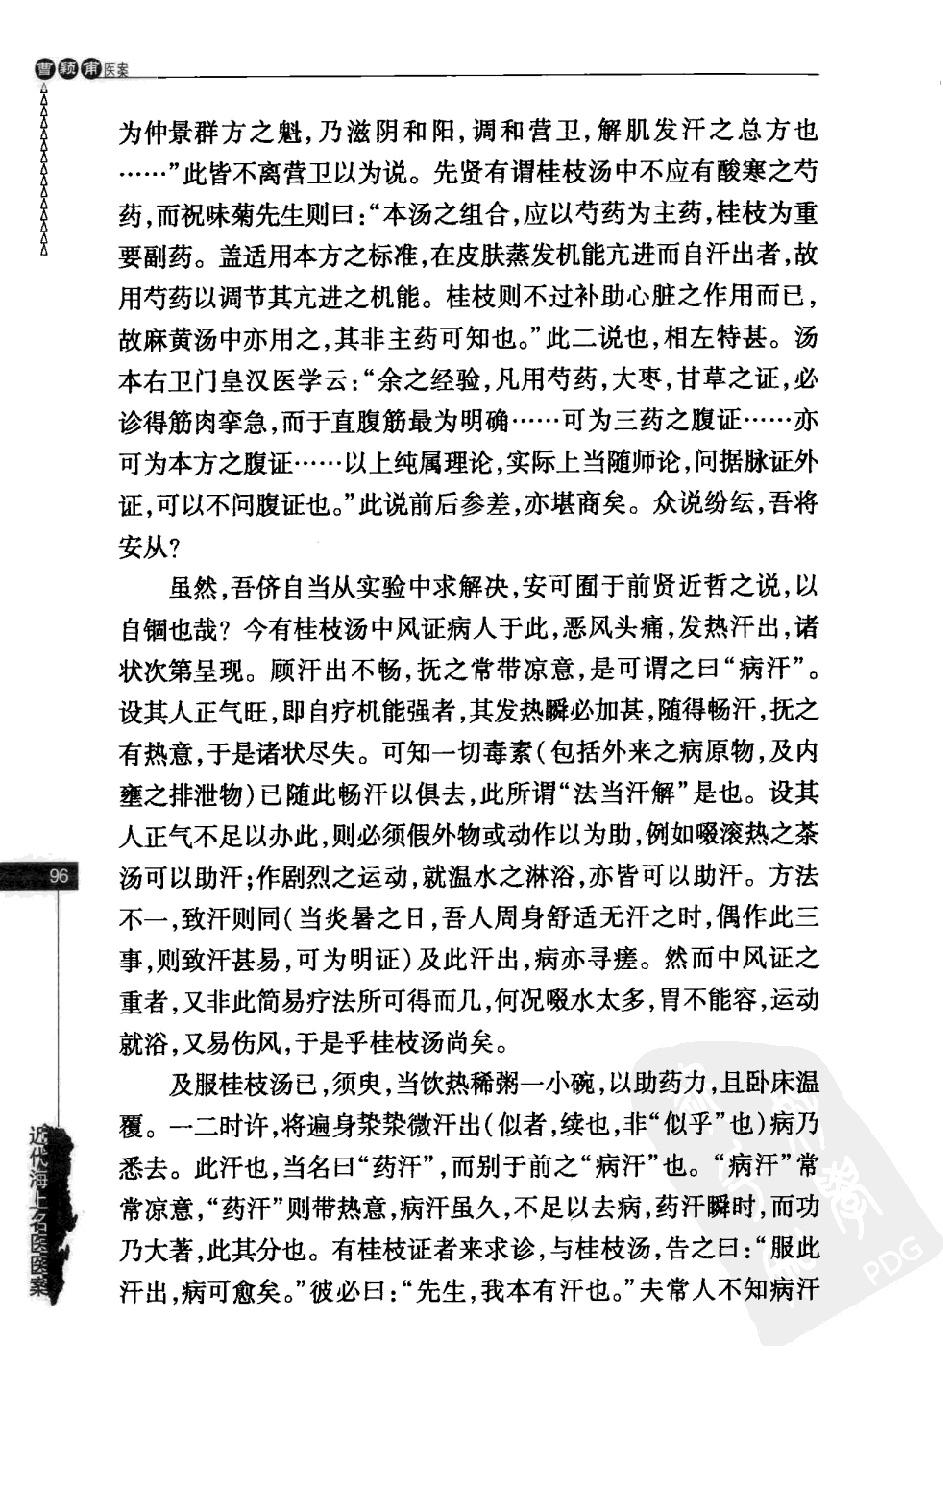 曹颖甫医案
为仲景群方之魁，乃滋阴和阳，调和营卫，解肌发汗之总方也
……”此皆不离营卫以为说。先贤有谓桂枝汤中不应有酸寒之芍
药，而祝味菊先生则曰：“本汤之组合，应以芍药为主药，桂枝为重
要副药。盖适用本方之标准，在皮肤蒸发机能亢进而自汗出者，故
用芍药以调节其亢进之机能。桂枝则不过补助心脏之作用而已，
故麻黄汤中亦用之，其非主药可知也。”此二说也，相左特甚。汤
本右卫门皇汉医学云：“余之经验，凡用芍药，大枣，甘草之证，必
诊得筋肉挛急，而于直腹筋最为明确……可为三药之腹证……亦
可为本方之腹证……以上纯属理论，实际上当随师论，问据脉证外
证，可以不问腹证也。”此说前后参差，亦堪商矣。众说纷纭，吾将
安从？
虽然，吾侪自当从实验中求解决，安可囿于前贤近哲之说，以
自锢也哉？今有桂枝汤中风证病人于此，恶风头痛，发热汗出，诸
状次第呈现。顾汗出不畅，抚之常带凉意，是可谓之曰“病汗”。
设其人正气旺，即自疗机能强者，其发热瞬必加甚，随得畅汗，抚之
有热意，于是诸状尽失。可知一切毒素（包括外来之病原物，及内
壅之排泄物）已随此畅汗以俱去，此所谓“法当汗解”是也。设其
人正气不足以办此，则必须假外物或动作以为助，例如啜滚热之茶
汤可以助汗；作剧烈之运动，就温水之淋浴，亦皆可以助汗。方法
不一，致汗则同（当炎暑之日，吾人周身舒适无汗之时，偶作此三
事，则致汗甚易，可为明证）及此汗出，病亦寻瘥。然而中风证之
重者，又非此简易疗法所可得而几，何况啜水太多，胃不能容，运动
就浴，又易伤风，于是乎桂枝汤尚矣。
及服桂枝汤已，须臾，当饮热稀粥一小碗，以助药力，且卧床温
覆。一二时许，将遍身漐漐微汗出（似者，续也，非“似乎”也）病乃
悉去。此汗也，当名曰“药汗”，而别于前之“病汗”也。“病汗”常
常凉意，“药汗”则带热意，病汗虽久，不足以去病，药汗瞬时，而功
乃大著，此其分也。有桂枝证者来求诊，与桂枝汤，告之曰：“服此
汗出，病可愈矣。”彼必曰：“先生，我本有汗也。”夫常人不知病汗
96
近代海上名医医案
PDG